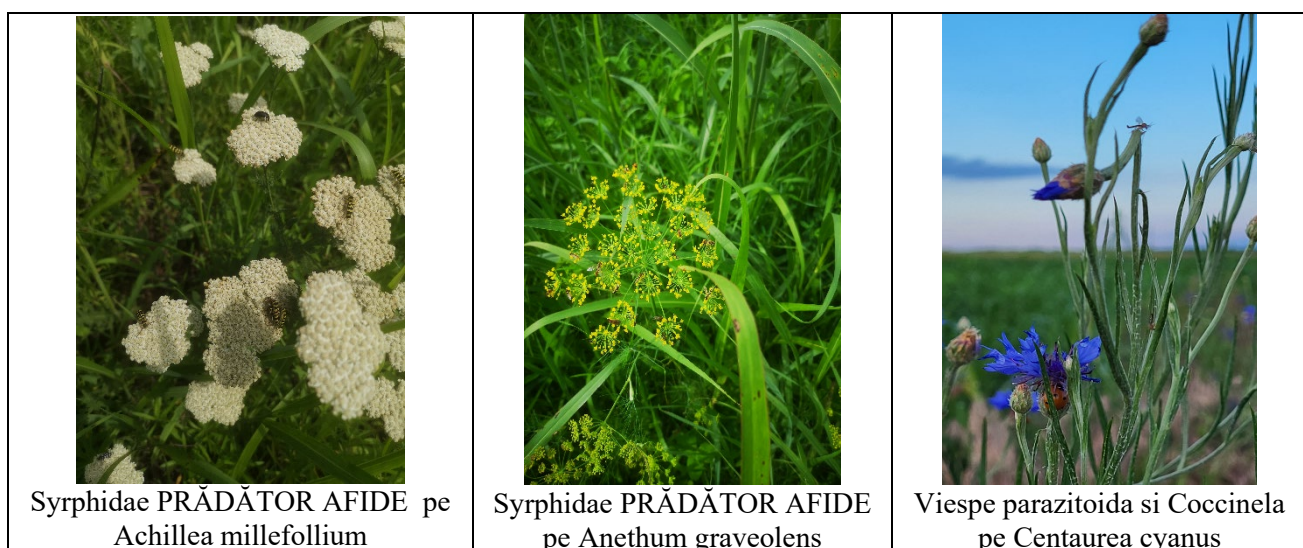 Syrphidae PRĂDĂTOR AFIDE pe
Achillea millefollium
Syrphidae PRĂDĂTOR AFIDE
pe Anethum graveolens
Viespe parazitoida si Coccinela
pe Centaurea cyanus